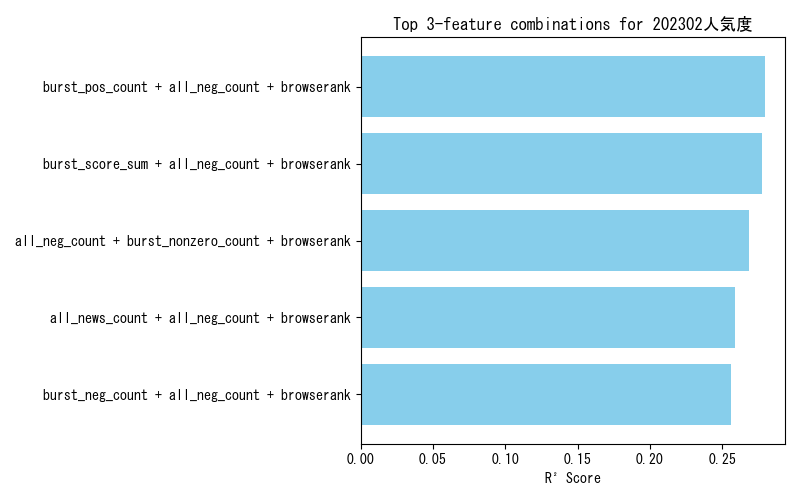 Top 3-feature combinations for 202302人気度
burst_pos_count + all_neg_count + browserank
burst_score_sum + all_neg_count + browserank
all_neg_count + burst_nonzero_count + browserank
all_news_count + all_neg_count + browserank
burst_neg_count + all_neg_count + browserank
0.00 0.05 0.10 0.15 0.20 0.25
R² Score